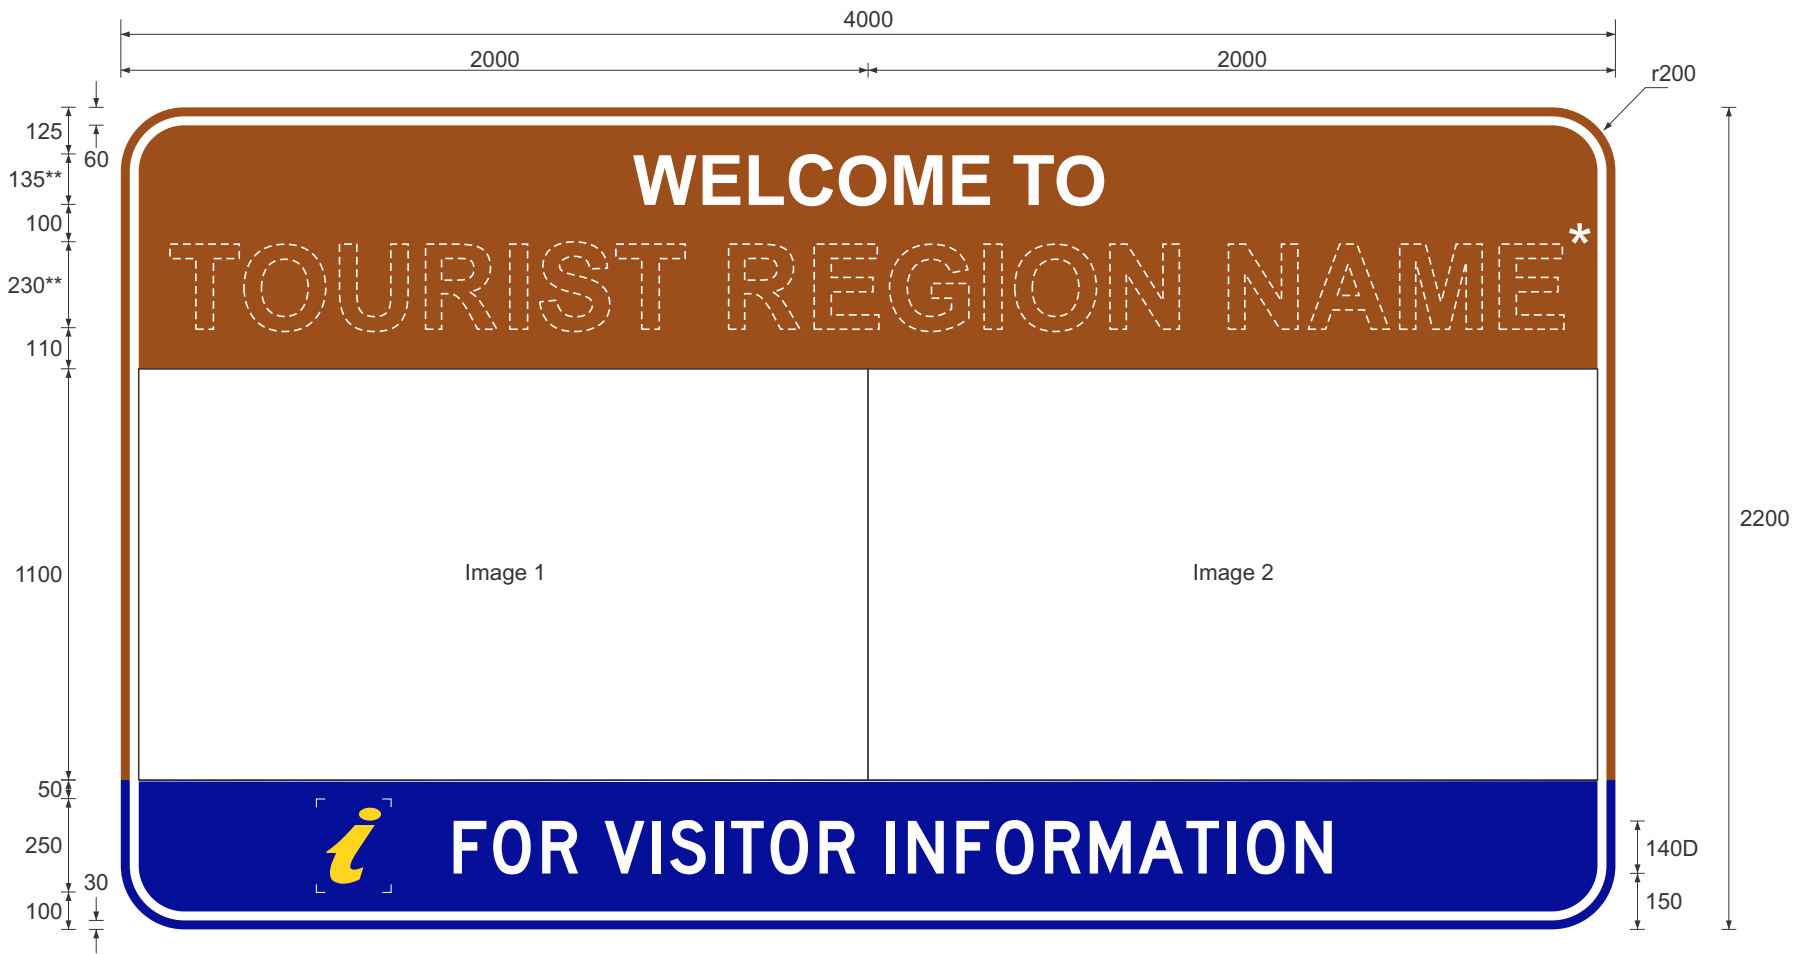 4000
2000 2000
r200
125
60
135**
WELCOME TO
100
TOURIST REGION NAME*
230**
110
2200
1100
Image 1 Image 2
50
i FOR VISITOR INFORMATION
250
140D
30
100
150